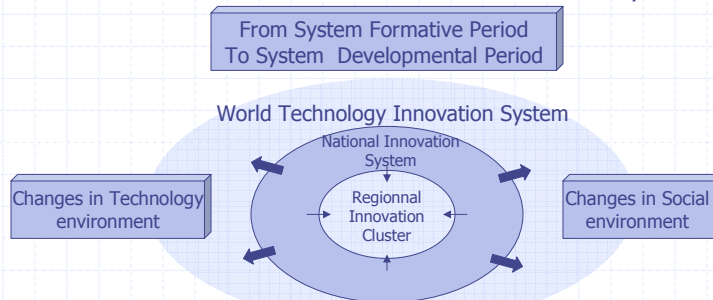 From System Formative Period
To System Developmental Period
World Technology Innovation System
National Innovation
System
Changes in Technology
environment
Regionnal
Innovation
Cluster
Changes in Social
environment